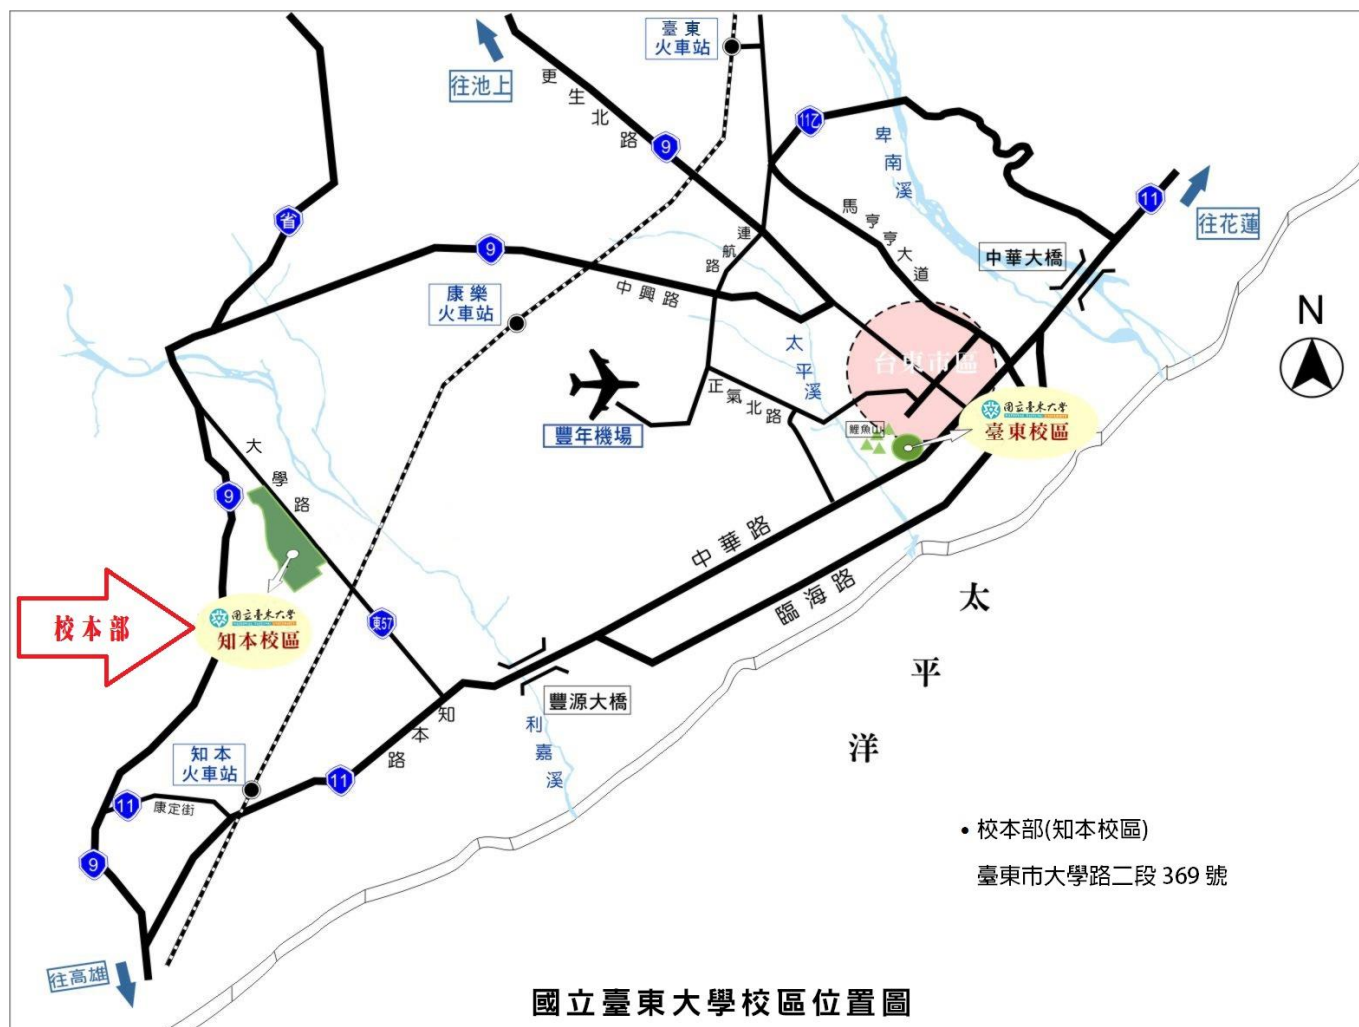 臺東
火車站
往池上
更生北路
9
11乙
卑南溪
11
往花蓮
省
馬亨亨大道
連航路
中華大橋
9
中興路
康樂
火車站
N
太平溪
台東市區
正氣北路
豐年機場
鯉魚山
國立臺東大學
臺東校區
大學路
9
中華路
臨海路
太平洋
校本部
國立臺東大學
知本校區
東57
豐源大橋
知本路
利嘉溪
知本
火車站
11
11
康定街
9
• 校本部(知本校區)
臺東市大學路二段 369 號
往高雄
國立臺東大學校區位置圖